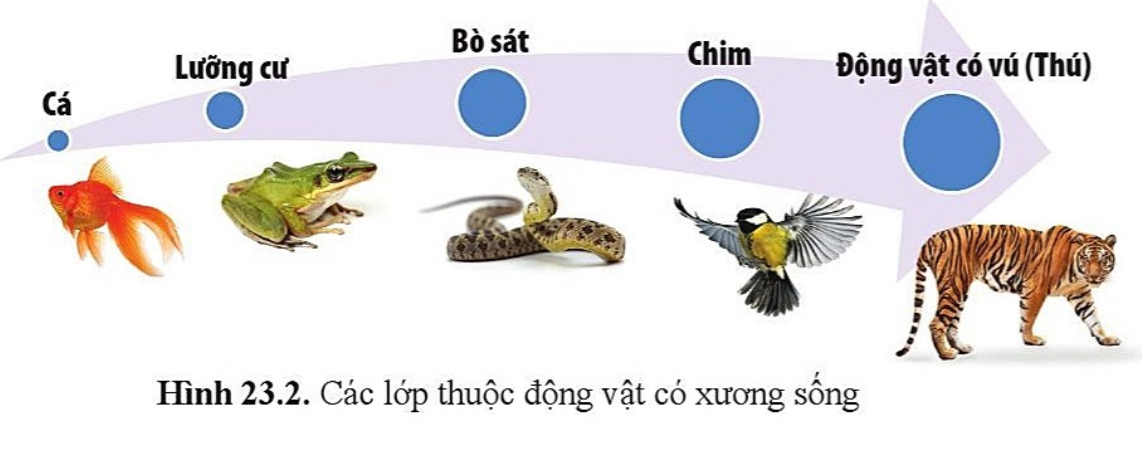 Cá
Lưỡng cư
Bò sát
Chim
Động vật có vú (Thú)
Hình 23.2. Các lớp thuộc động vật có xương sống